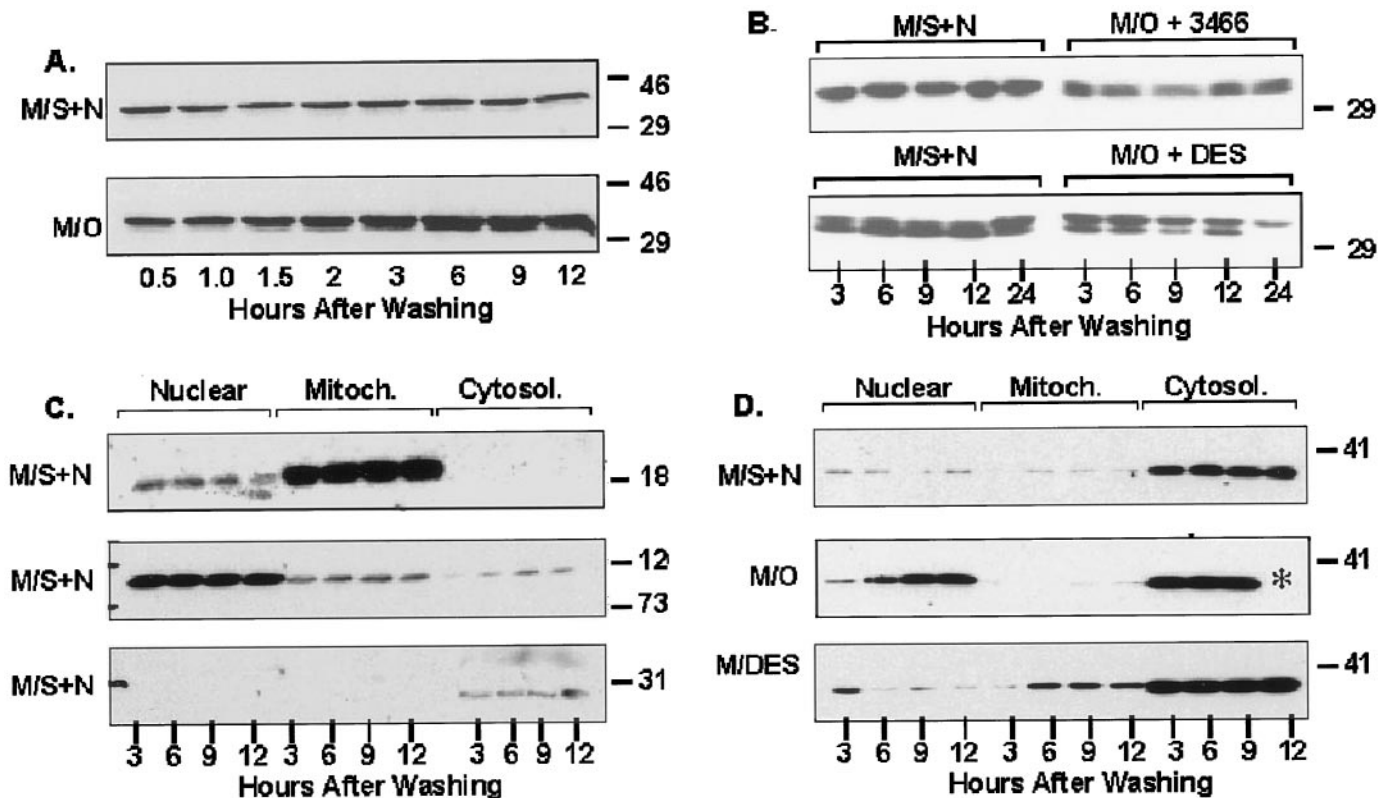 A.
M/S+N
46
29
M/O
46
29
0.5 1.0 1.5 2 3 6 9 12
Hours After Washing
B.
M/S+N M/O + 3466
29
M/S+N M/O + DES
29
3 6 9 12 24 3 6 9 12 24
Hours After Washing
C.
Nuclear Mitoch. Cytosol.
M/S+N
18
M/S+N
12
73
M/S+N
31
3 6 9 12 3 6 9 12 3 6 9 12
Hours After Washing
D.
Nuclear Mitoch. Cytosol.
M/S+N
41
M/O
41
*
M/DES
41
3 6 9 12 3 6 9 12 3 6 9 12
Hours After Washing